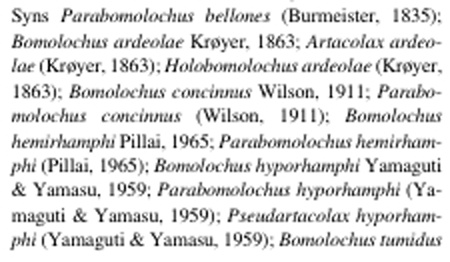 Syns Parabomolochus bellones (Burmeister, 1835);
Bomolochus ardeolae Krøyer, 1863; Artacolax ardeo-
lae (Krøyer, 1863); Holobomolochus ardeolae (Krøyer,
1863); Bomolochus concinnus Wilson, 1911; Parabo-
molochus concinnus (Wilson, 1911); Bomolochus
hemirhamphi Pillai, 1965; Parabomolochus hemirham-
phi (Pillai, 1965); Bomolochus hyporhamphi Yamaguti
& Yamasu, 1959; Parabomolochus hyporhamphi (Ya-
maguti & Yamasu, 1959); Pseudartacolax hyporham-
phi (Yamaguti & Yamasu, 1959); Bomolochus tumidus